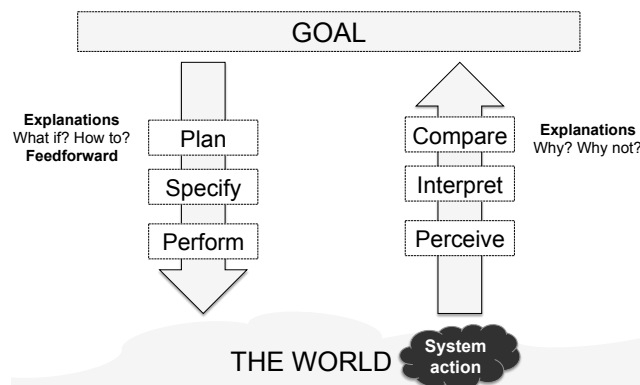 GOAL
Explanations
What if? How to?
Feedforward
Plan
Specify
Perform
Compare
Interpret
Perceive
Explanations
Why? Why not?
THE WORLD
System
action